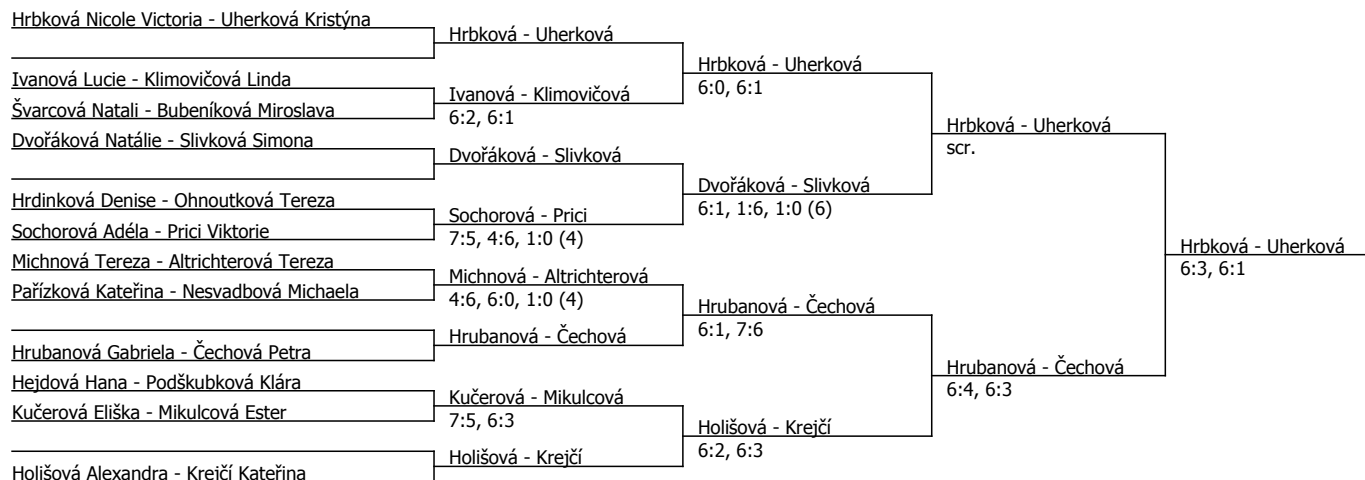 Hrbková Nicole Victoria - Uherková Kristýna
Ivanová Lucie - Klimovičová Linda
Švarcová Natali - Bubeníková Miroslava
Dvořáková Natálie - Slivková Simona
Hrdinková Denise - Ohnoutková Tereza
Sochorová Adéla - Prici Viktorie
Michnová Tereza - Altrichterová Tereza
Pařízková Kateřina - Nesvadbová Michaela
Hrubanová Gabriela - Čechová Petra
Hejdová Hana - Podškubková Klára
Kučerová Eliška - Mikulcová Ester
Holišová Alexandra - Krejčí Kateřina
Hrbková - Uherková
Ivanová - Klimovičová
6:2, 6:1
Dvořáková - Slivková
Sochorová - Prici
7:5, 4:6, 1:0 (4)
Michnová - Altrichterová
4:6, 6:0, 1:0 (4)
Hrubanová - Čechová
Kučerová - Mikulcová
7:5, 6:3
Holišová - Krejčí
Hrbková - Uherková
6:0, 6:1
Dvořáková - Slivková
6:1, 1:6, 1:0 (6)
Hrubanová - Čechová
6:1, 7:6
Holišová - Krejčí
6:2, 6:3
Hrbková - Uherková
scr.
Hrubanová - Čechová
6:4, 6:3
Hrbková - Uherková
6:3, 6:1